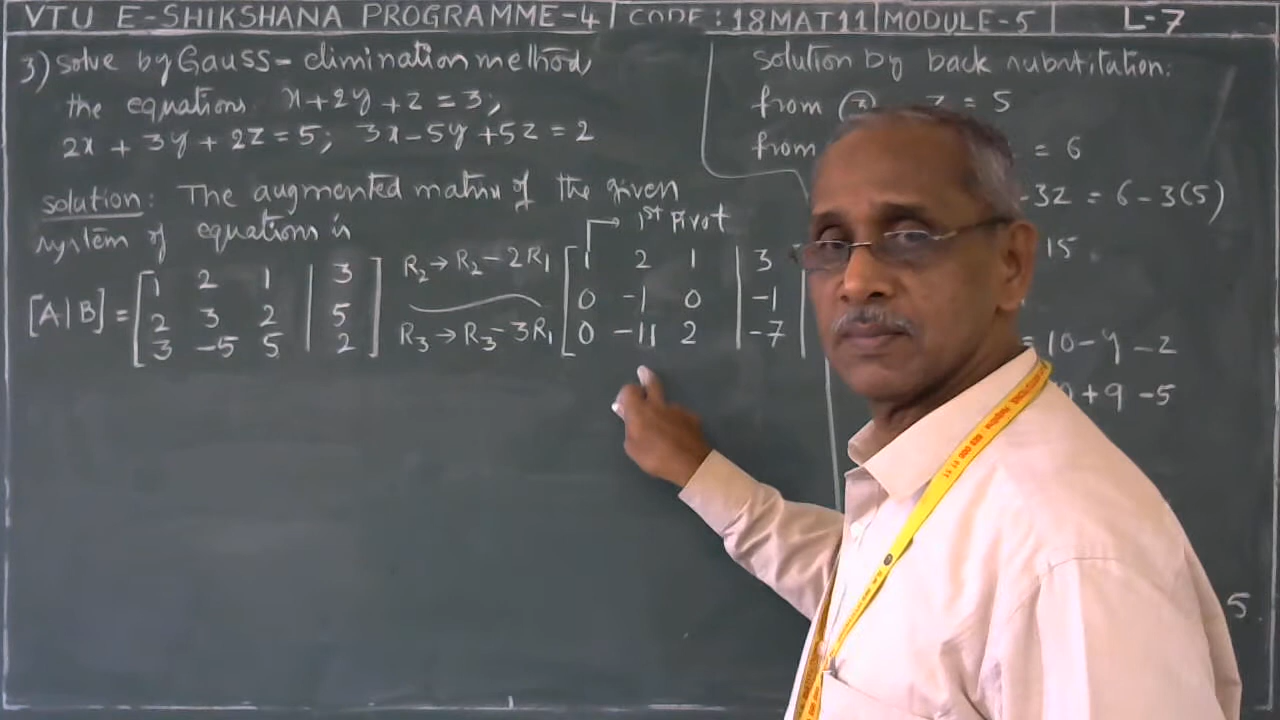 VTU E-SHIKSHANA PROGRAMME-4 CODE: 18MAT11 MODULE-5 L-7
3) Solve by Gauss-elimination method
the equations x+2y+z=3;
2x+3y+2z=5; 3x-5y+5z=2
Solution: The augmented matrix of the given
system of equations is
1st Pivot
[A|B] = [1 2 1 | 3] R2→R2-2R1 [1 2 1 | 3]
[2 3 2 | 5] [0 -1 0 | -1]
[3 -5 5 | 2] R3→R3-3R1 [0 -11 2 | -7]
solution by back substitution:
from (3) z = 5
from = 6
-3z = 6-3(5)
15.
= 10-y-z
+9-5
5.